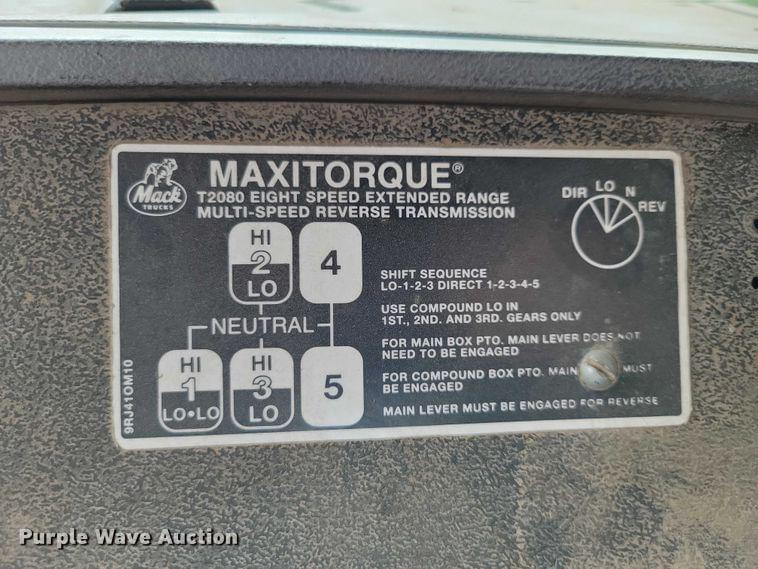 MAXITORQUE®
Mack
TRUCKS
T2080 EIGHT SPEED EXTENDED RANGE
MULTI-SPEED REVERSE TRANSMISSION
DIR LO N REV
HI
2
LO
4
NEUTRAL
HI
1
LO•LO
HI
3
LO
5
SHIFT SEQUENCE
LO-1-2-3 DIRECT 1-2-3-4-5
USE COMPOUND LO IN
1ST., 2ND. AND 3RD. GEARS ONLY
FOR MAIN BOX PTO. MAIN LEVER DOES NOT
NEED TO BE ENGAGED
FOR COMPOUND BOX PTO. MAIN MUST
BE ENGAGED
MAIN LEVER MUST BE ENGAGED FOR REVERSE
9RJ41OM10
Purple Wave Auction